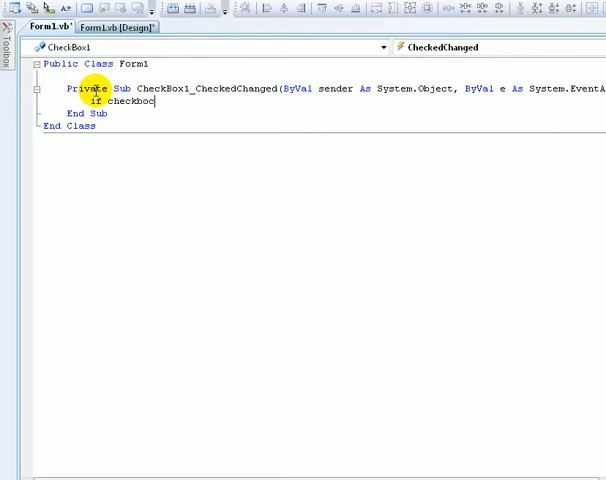 Form1.vb* Form1.vb [Design]*
Toolbox
CheckBox1 CheckedChanged
Public Class Form1
Private Sub CheckBox1_CheckedChanged(ByVal sender As System.Object, ByVal e As System.EventA
if checkboc
End Sub
End Class